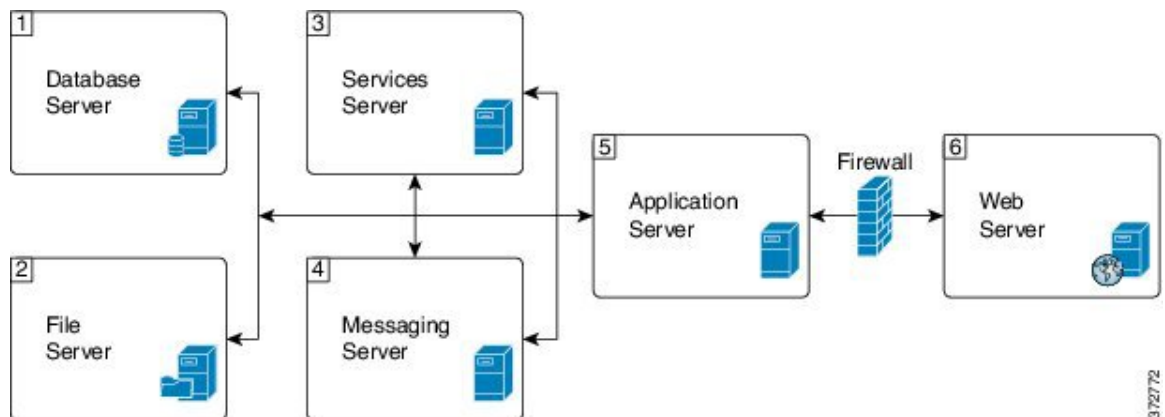 1
Database
Server
2
File
Server
3
Services
Server
4
Messaging
Server
5
Application
Server
Firewall
6
Web
Server
372772